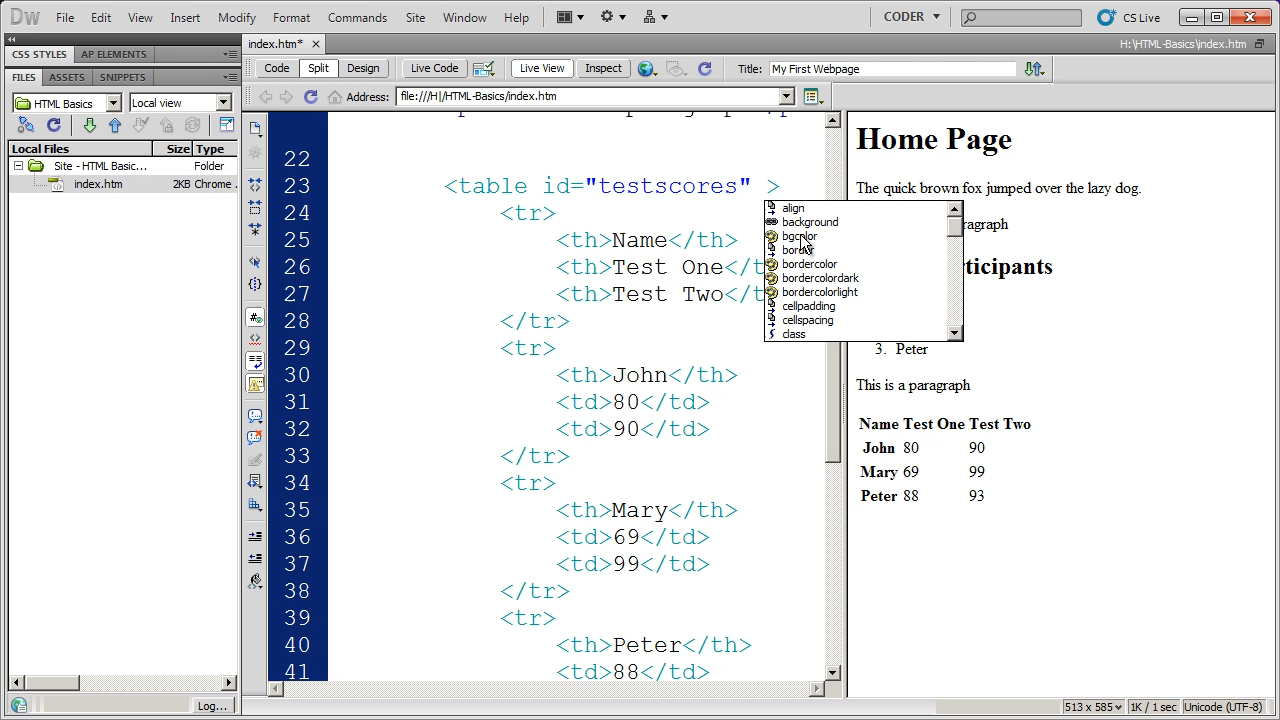 Dw File Edit View Insert Modify Format Commands Site Window Help CODER CS Live
CSS STYLES AP ELEMENTS
FILES ASSETS SNIPPETS
HTML Basics Local view
Local Files Size Type
Site - HTML Basic... Folder
index.htm 2KB Chrome
Log...
index.htm* H:\HTML-Basics\index.htm
Code Split Design Live Code Live View Inspect Title: My First Webpage
Address: file:///H|/HTML-Basics/index.htm
22
23 <table id="testscores" >
24 <tr>
25 <th>Name</th>
26 <th>Test One</t
27 <th>Test Two</t
28 </tr>
29 <tr>
30 <th>John</th>
31 <td>80</td>
32 <td>90</td>
33 </tr>
34 <tr>
35 <th>Mary</th>
36 <td>69</td>
37 <td>99</td>
38 </tr>
39 <tr>
40 <th>Peter</th>
41 <td>88</td>
align
background
bgcolor
bordercolor
bordercolordark
bordercolorlight
cellpadding
cellspacing
class
Home Page
The quick brown fox jumped over the lazy dog.
ragraph
ticipants
3. Peter
This is a paragraph
Name Test One Test Two
John 80 90
Mary 69 99
Peter 88 93
513 x 585 1K / 1 sec Unicode (UTF-8)